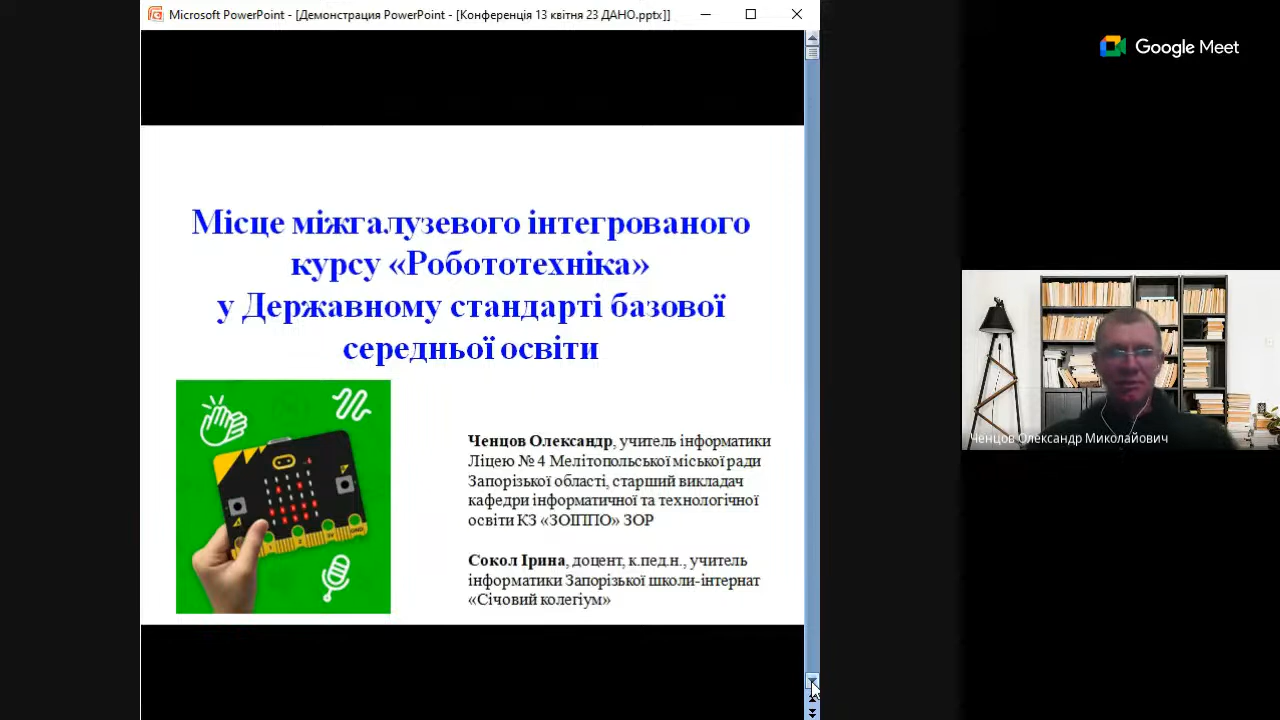 Microsoft PowerPoint - [Демонстрация PowerPoint - [Конференція 13 квітня 23 ДАНО.pptx]]
Google Meet
Місце міжгалузевого інтегрованого
курсу «Робототехніка»
у Державному стандарті базової
середньої освіти
Ченцов Олександр, учитель інформатики
Ліцею № 4 Мелітопольської міської ради
Запорізької області, старший викладач
кафедри інформатичної та технологічної
освіти КЗ «ЗОІППО» ЗОР
Сокол Ірина, доцент, к.пед.н., учитель
інформатики Запорізької школи-інтернат
«Січовий колегіум»
Ченцов Олександр Миколайович